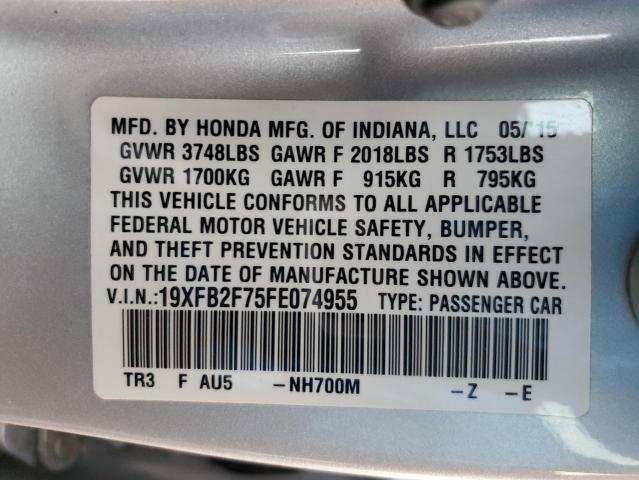 MFD. BY HONDA MFG. OF INDIANA, LLC 05/15
GVWR 3748LBS GAWR F 2018LBS R 1753LBS
GVWR 1700KG GAWR F 915KG R 795KG
THIS VEHICLE CONFORMS TO ALL APPLICABLE
FEDERAL MOTOR VEHICLE SAFETY, BUMPER,
AND THEFT PREVENTION STANDARDS IN EFFECT
ON THE DATE OF MANUFACTURE SHOWN ABOVE.
V.I.N.:19XFB2F75FE074955 TYPE: PASSENGER CAR
TR3 F AU5 -NH700M -Z -E